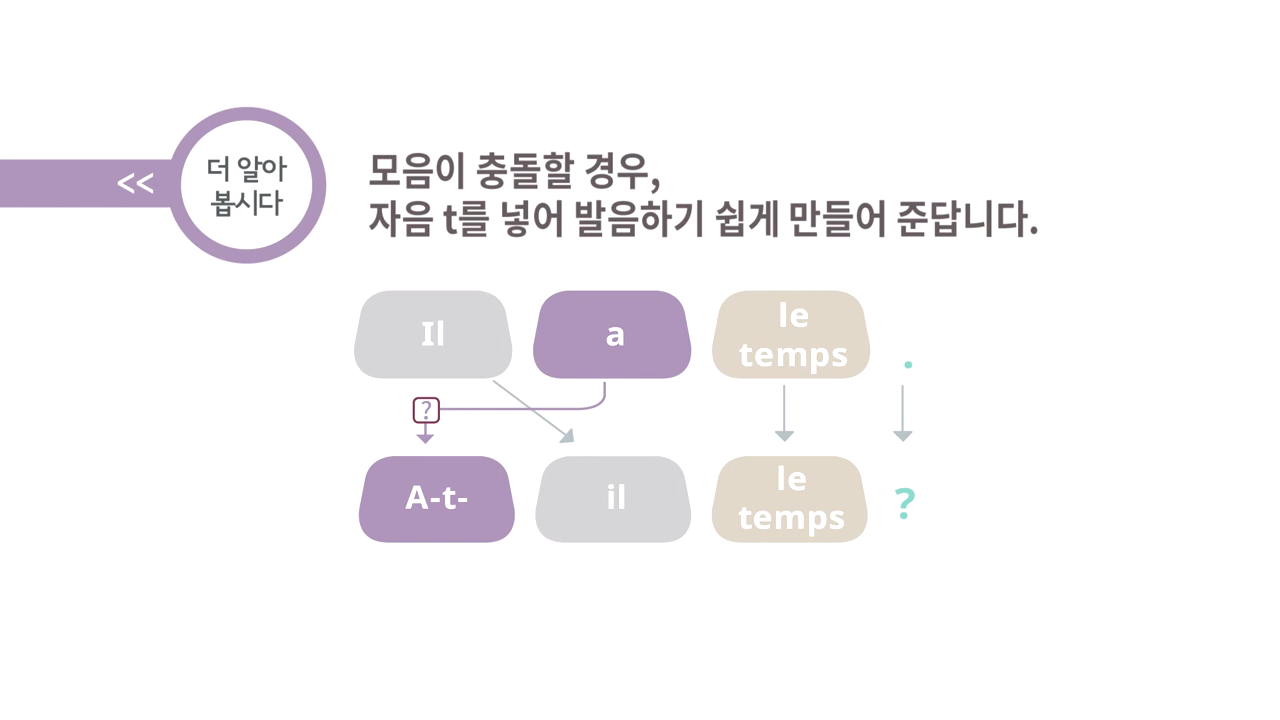 <<
더 알아
봅시다
모음이 충돌할 경우,
자음 t를 넣어 발음하기 쉽게 만들어 준답니다.
Il
a
le
temps
.
?
A-t-
il
le
temps
?